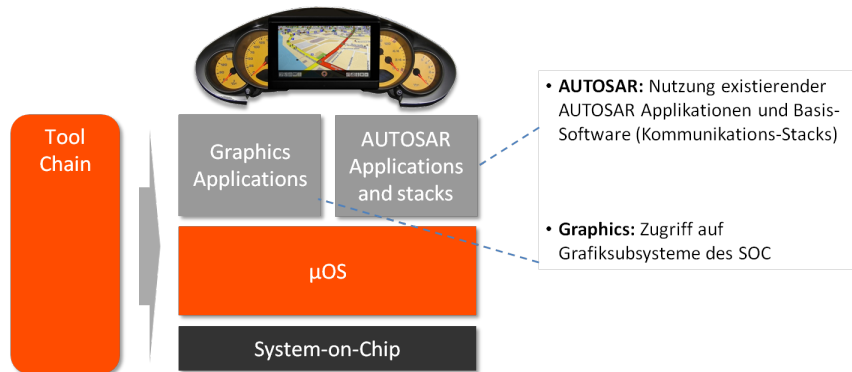 Tool
Chain
Graphics
Applications
AUTOSAR
Applications
and stacks
µOS
System-on-Chip
• AUTOSAR: Nutzung existierender
AUTOSAR Applikationen und Basis-
Software (Kommunikations-Stacks)
• Graphics: Zugriff auf
Grafiksubsysteme des SOC